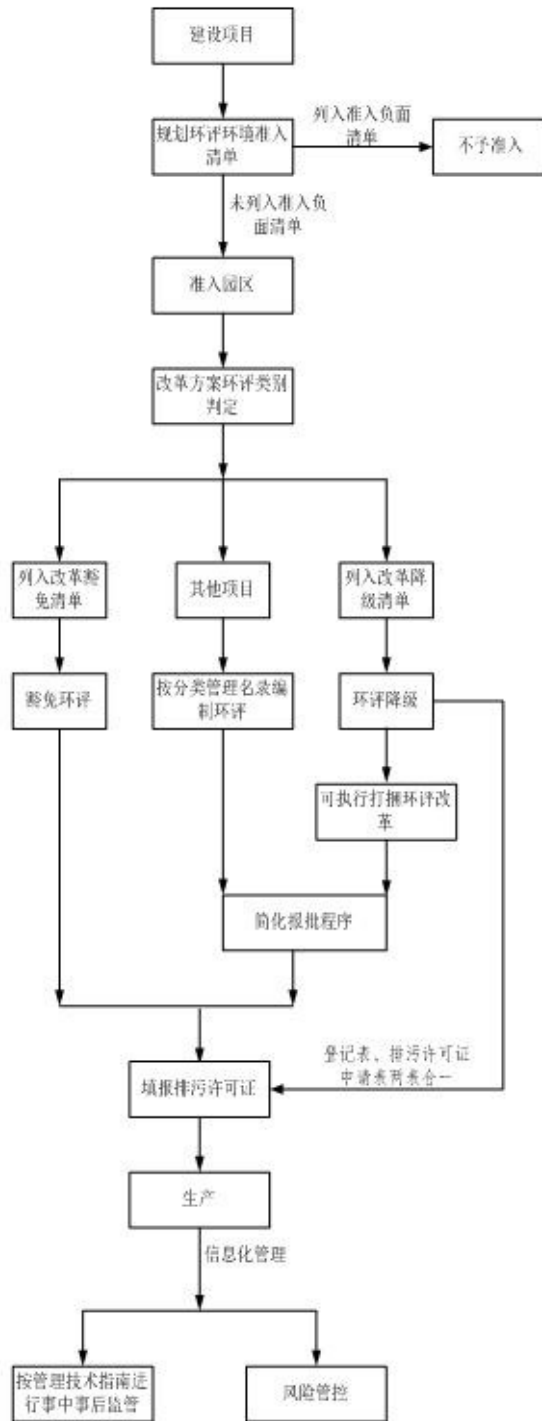 建设项目
规划环评环境准入
清单
列入准入负面
清单
不予准入
未列入准入负
面清单
准入园区
改革方案环评类别
判定
列入改革豁
免清单
其他项目
列入改革降
级清单
豁免环评
按分类管理名录编
制环评
环评降级
可执行打捆环评改
革
简化报批程序
登记表、排污许可证
申请表两表合一
填报排污许可证
生产
信息化管理
按管理技术指南进
行事中事后监管
风险管控